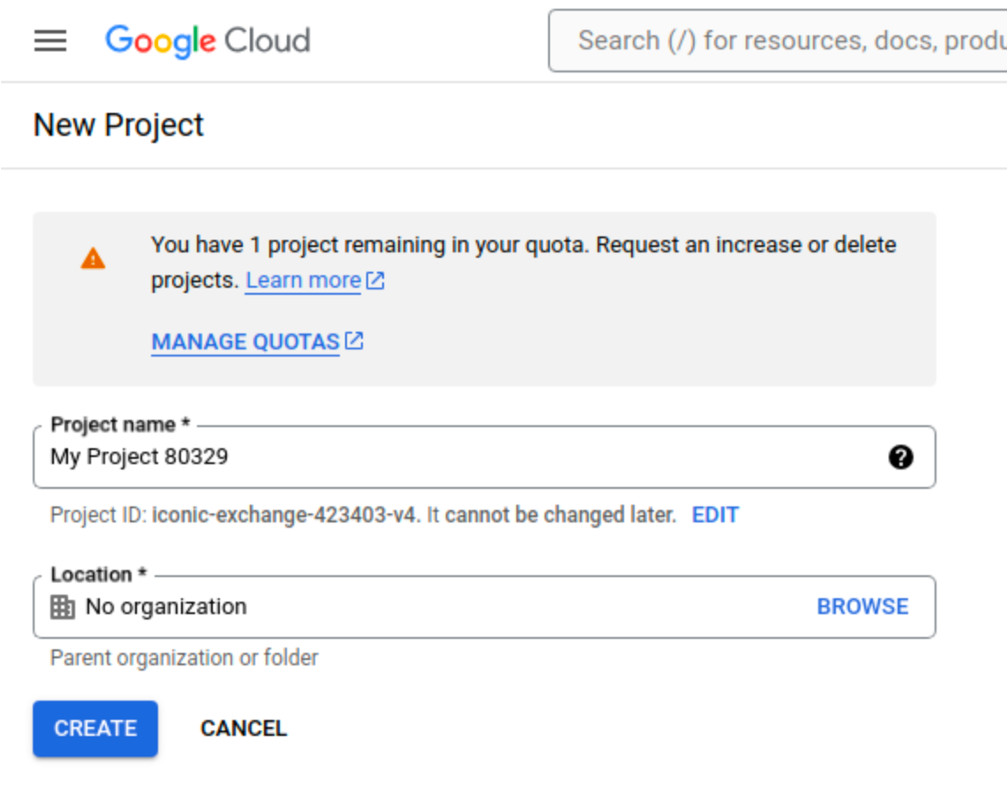 Google Cloud
Search (/) for resources, docs, produ
New Project
You have 1 project remaining in your quota. Request an increase or delete
projects. Learn more
MANAGE QUOTAS
Project name *
My Project 80329
Project ID: iconic-exchange-423403-v4. It cannot be changed later. EDIT
Location *
No organization BROWSE
Parent organization or folder
CREATE CANCEL